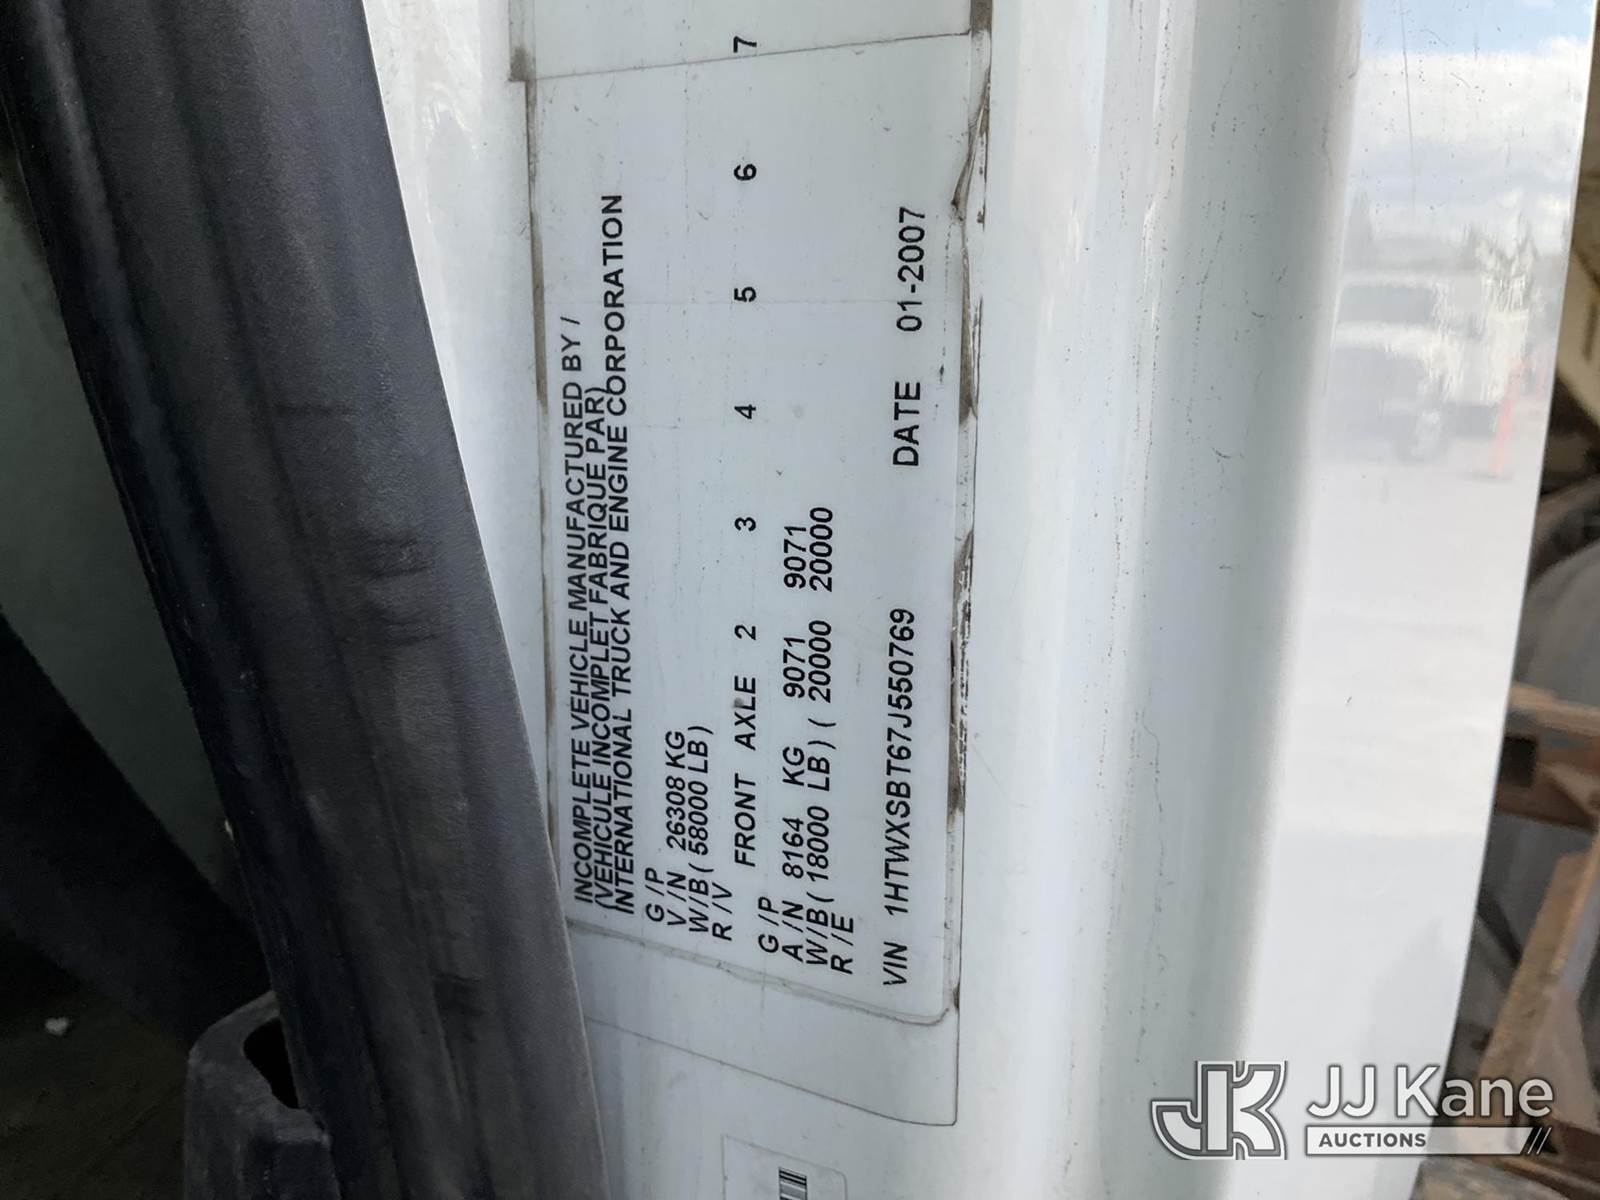 INCOMPLETE VEHICLE MANUFACTURED BY /
(VEHICULE INCOMPLET FABRIQUE PAR)
INTERNATIONAL TRUCK AND ENGINE CORPORATION
G /P
V /N 26308 KG
W/B ( 58000 LB )
R /V
FRONT AXLE 2 3 4 5 6 7
G /P
A /N 8164 KG 9071 9071
W/B ( 18000 LB ) ( 20000 20000
R /E
VIN 1HTWXSBT67J550769 DATE 01-2007
JK JJ Kane
AUCTIONS